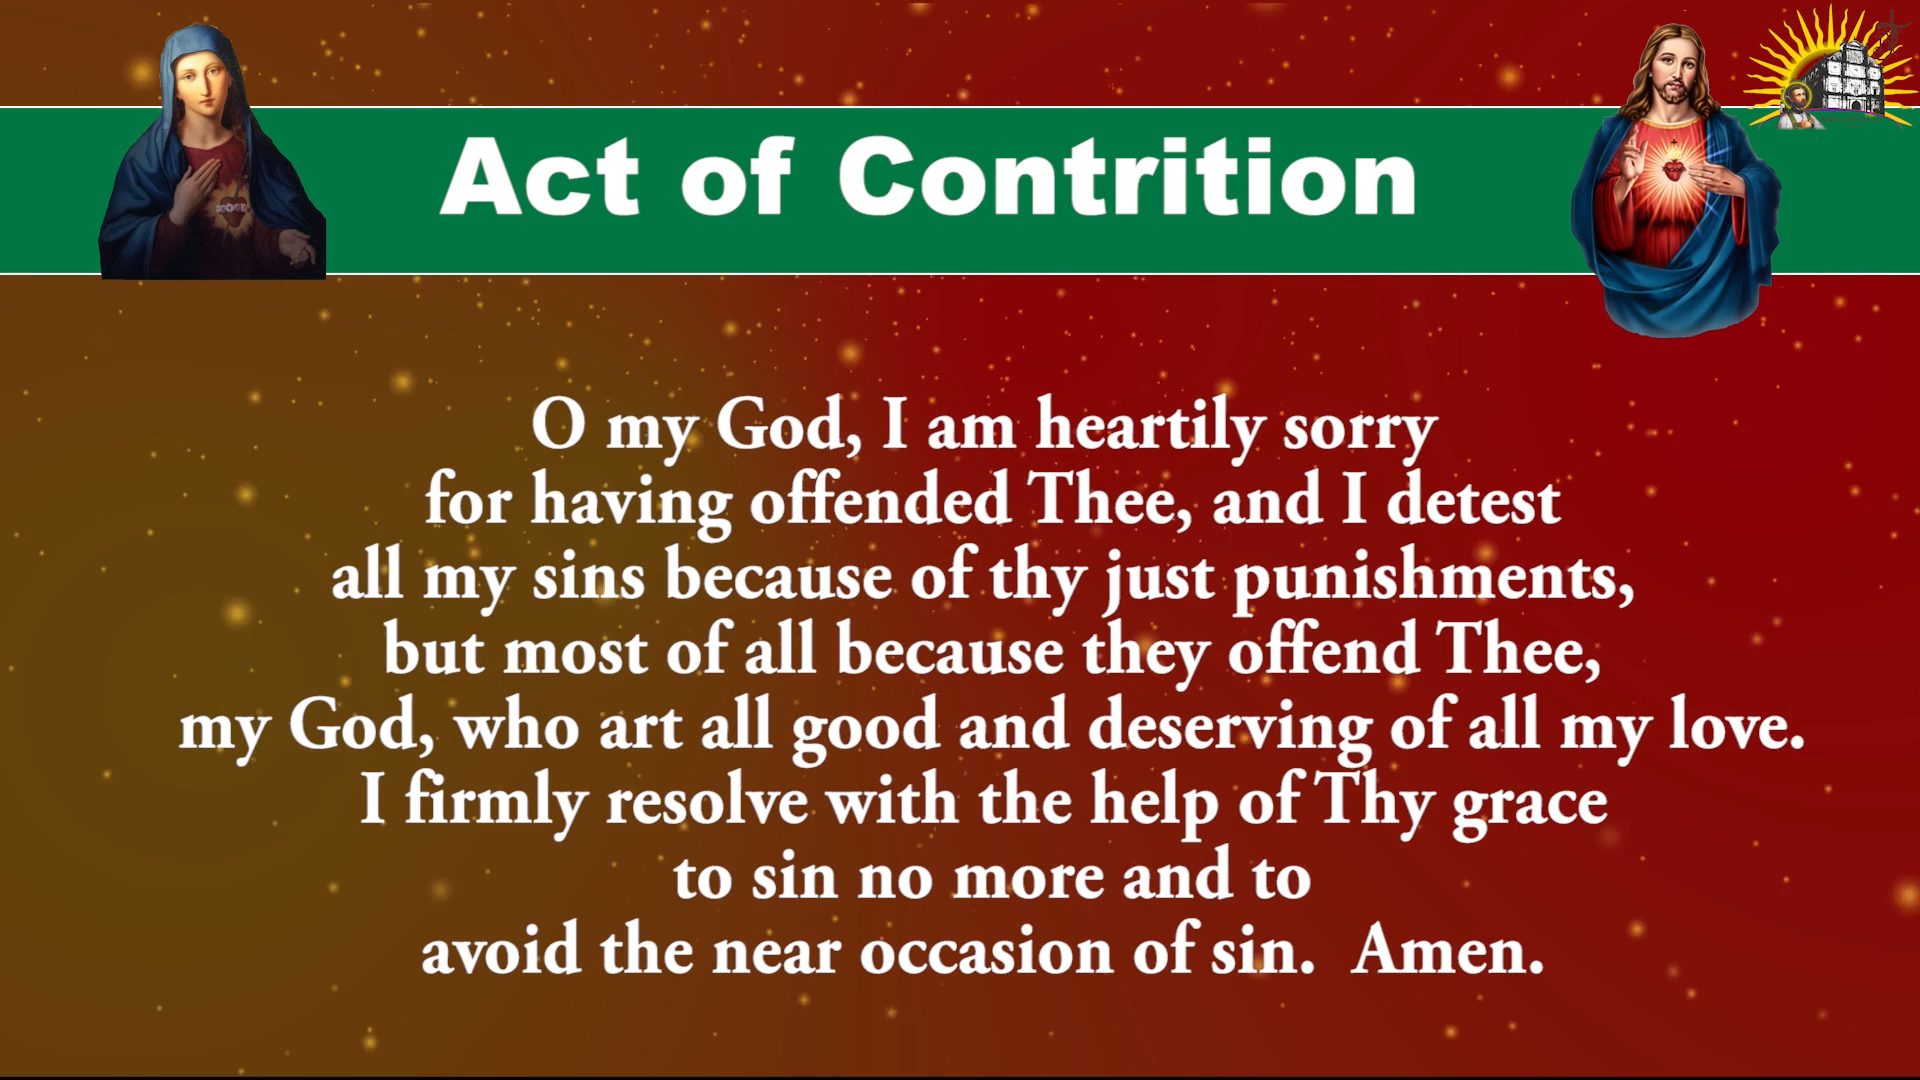 Act of Contrition
O my God, I am heartily sorry
for having offended Thee, and I detest
all my sins because of thy just punishments,
but most of all because they offend Thee,
my God, who art all good and deserving of all my love.
I firmly resolve with the help of Thy grace
to sin no more and to
avoid the near occasion of sin.  Amen.